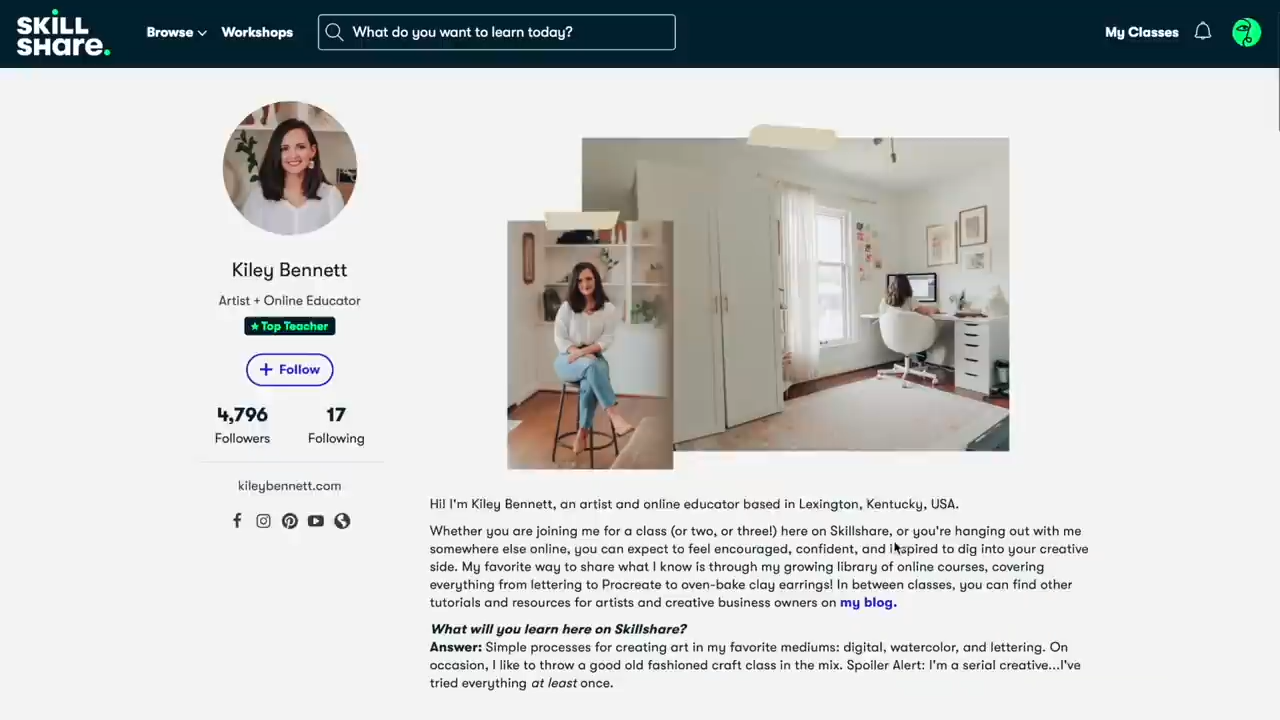 SKILL
SHARE.
Browse
Workshops
What do you want to learn today?
My Classes
Kiley Bennett
Artist + Online Educator
★ Top Teacher
+ Follow
4,796
Followers
17
Following
kileybennett.com
Hi! I'm Kiley Bennett, an artist and online educator based in Lexington, Kentucky, USA.
Whether you are joining me for a class (or two, or three!) here on Skillshare, or you're hanging out with me
somewhere else online, you can expect to feel encouraged, confident, and inspired to dig into your creative
side. My favorite way to share what I know is through my growing library of online courses, covering
everything from lettering to Procreate to oven-bake clay earrings! In between classes, you can find other
tutorials and resources for artists and creative business owners on my blog.
What will you learn here on Skillshare?
Answer: Simple processes for creating art in my favorite mediums: digital, watercolor, and lettering. On
occasion, I like to throw a good old fashioned craft class in the mix. Spoiler Alert: I'm a serial creative...I've
tried everything at least once.